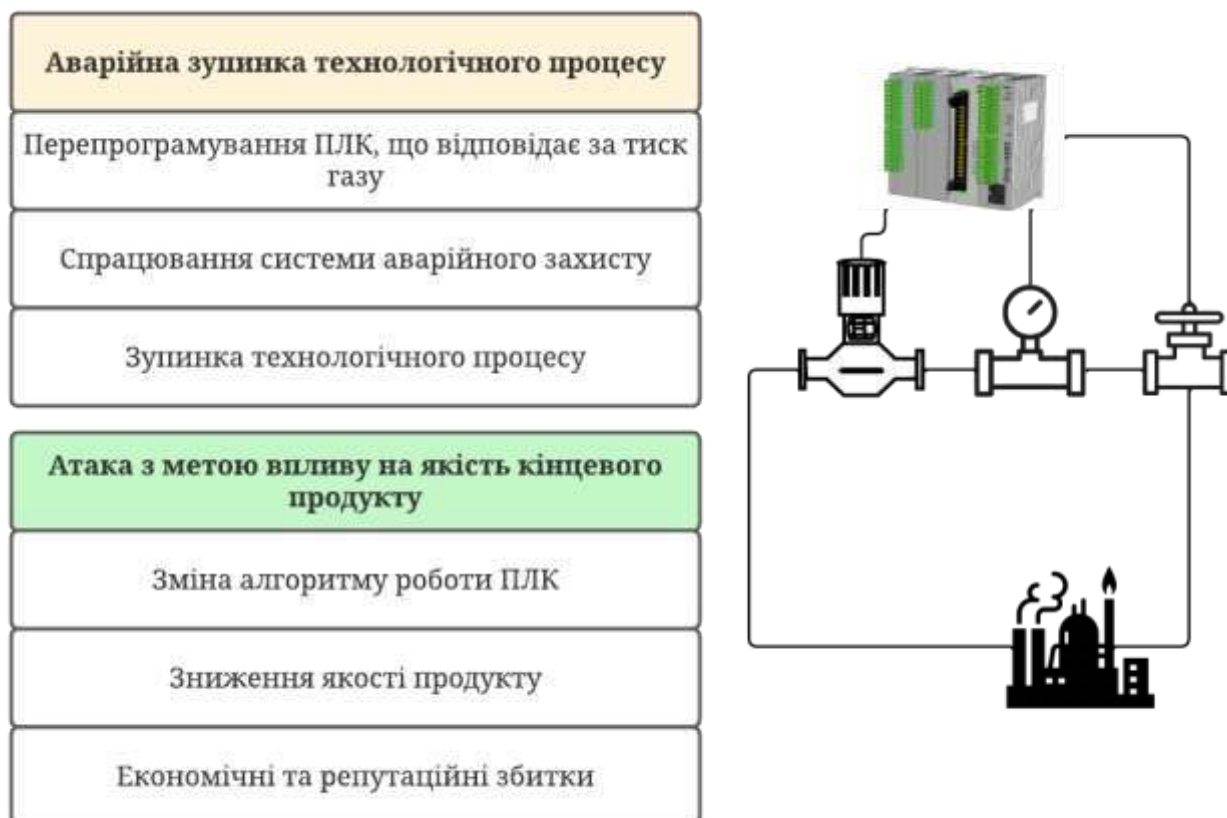 Аварійна зупинка технологічного процесу
Перепрограмування ПЛК, що відповідає за тиск
газу
Спрацювання системи аварійного захисту
Зупинка технологічного процесу
Атака з метою впливу на якість кінцевого
продукту
Зміна алгоритму роботи ПЛК
Зниження якості продукту
Економічні та репутаційні збитки